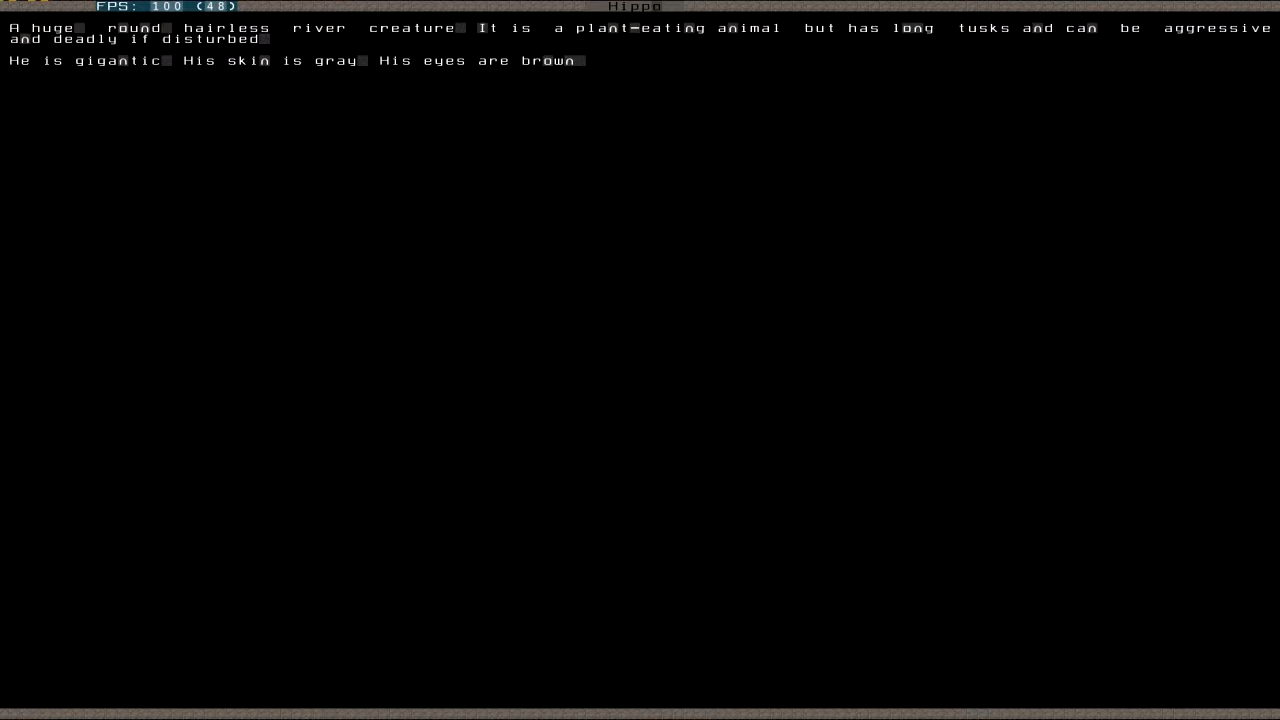 FPS: 100 (48)
Hippo
A huge round hairless river creature It is a plant-eating animal but has long tusks and can be aggressive
and deadly if disturbed
He is gigantic His skin is gray His eyes are brown